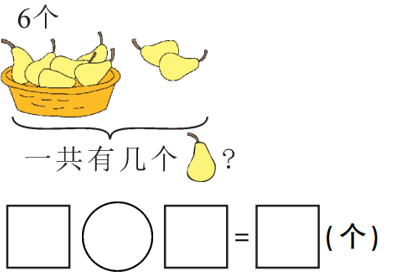 6个
一共有几个 ?
= (个)